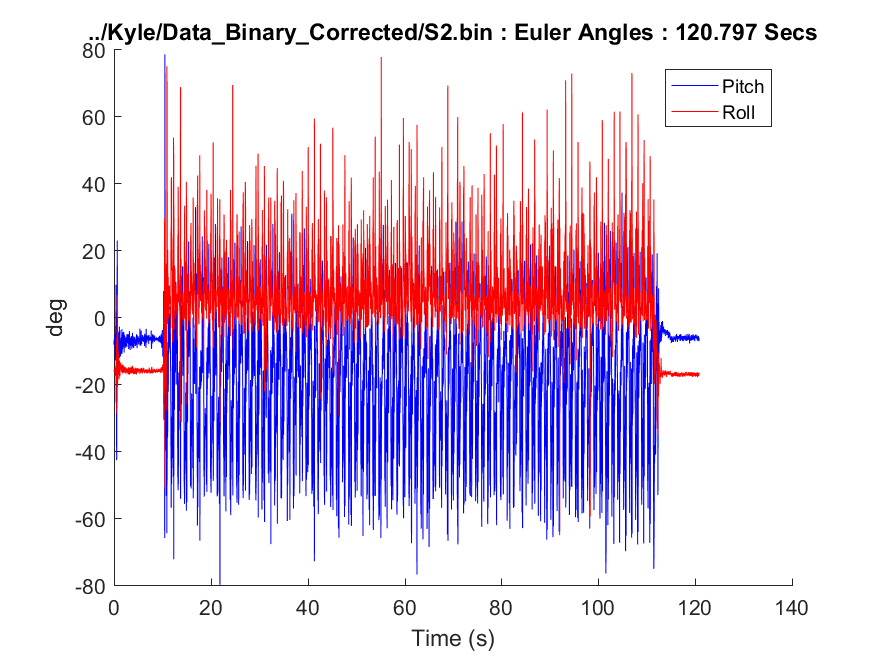 ../Kyle/Data_Binary_Corrected/S2.bin : Euler Angles : 120.797 Secs
80
60
40
20
0
-20
-40
-60
-80
deg
Pitch
Roll
0 20 40 60 80 100 120 140
Time (s)